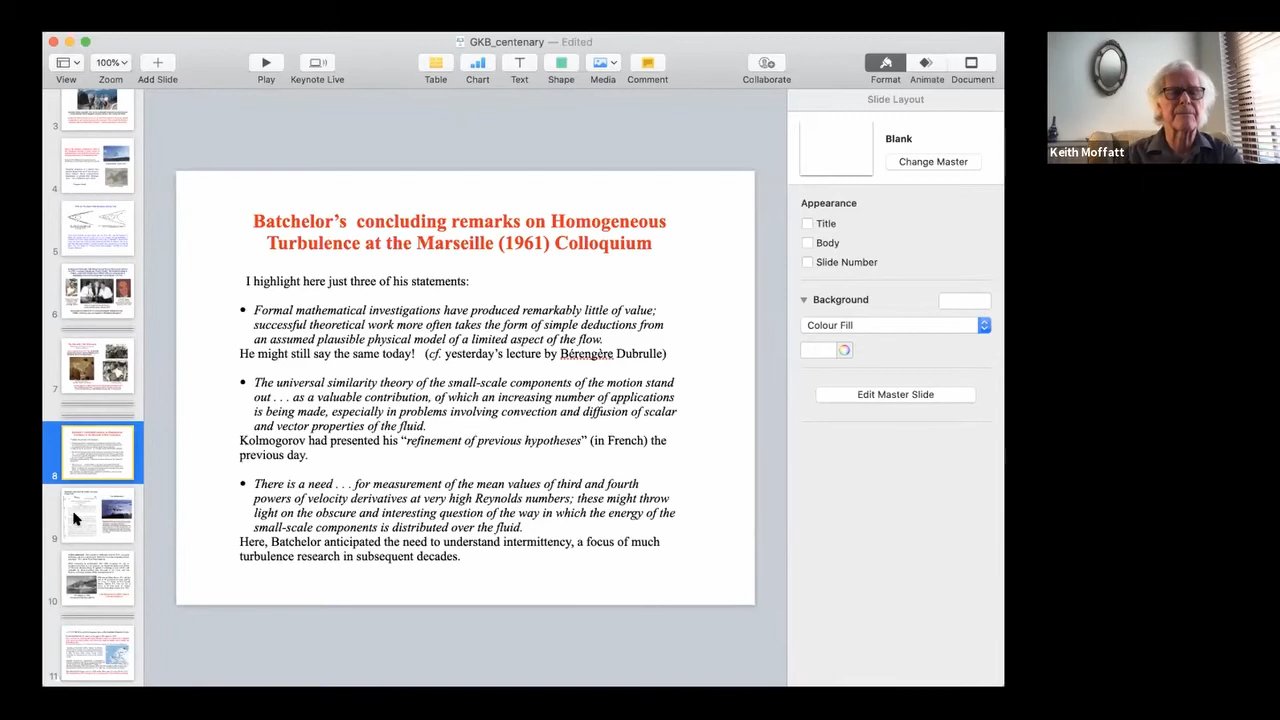 GKB_centenary — Edited
View
100%
Zoom
Add Slide
Play
Keynote Live
Table
Chart
Text
Shape
Media
Comment
Collaborate
Format
Animate
Document
3
4
5
6
7
8
9
10
11
Batchelor's concluding remarks on Homogeneous
Turbulence at the Marseille (1961) Colloquium
I highlight here just three of his statements:
• Formal mathematical investigations have produced remarkably little of value;
successful theoretical work more often takes the form of simple deductions from
an assumed plausible physical model of a limited aspect of the flow.
He might still say the same today! (cf. yesterday's lecture by Bérengère Dubrulle)
• The universal similarity theory of the small-scale components of the motion stand
out . . . as a valuable contribution, of which an increasing number of applications
is being made, especially in problems involving convection and diffusion of scalar
and vector properties of the fluid.
Kolmogorov had presented his “refinement of previous hypotheses” (in French) the
previous day.
• There is a need . . . for measurement of the mean values of third and fourth
powers of velocity derivatives at very high Reynolds numbers; these might throw
light on the obscure and interesting question of the way in which the energy of the
small-scale components is distributed over the fluid.
Here, Batchelor anticipated the need to understand intermittency, a focus of much
turbulence research in subsequent decades.
Slide Layout
Blank
Change Master
Appearance
Title
Body
Slide Number
Background
Colour Fill
Edit Master Slide
Keith Moffatt